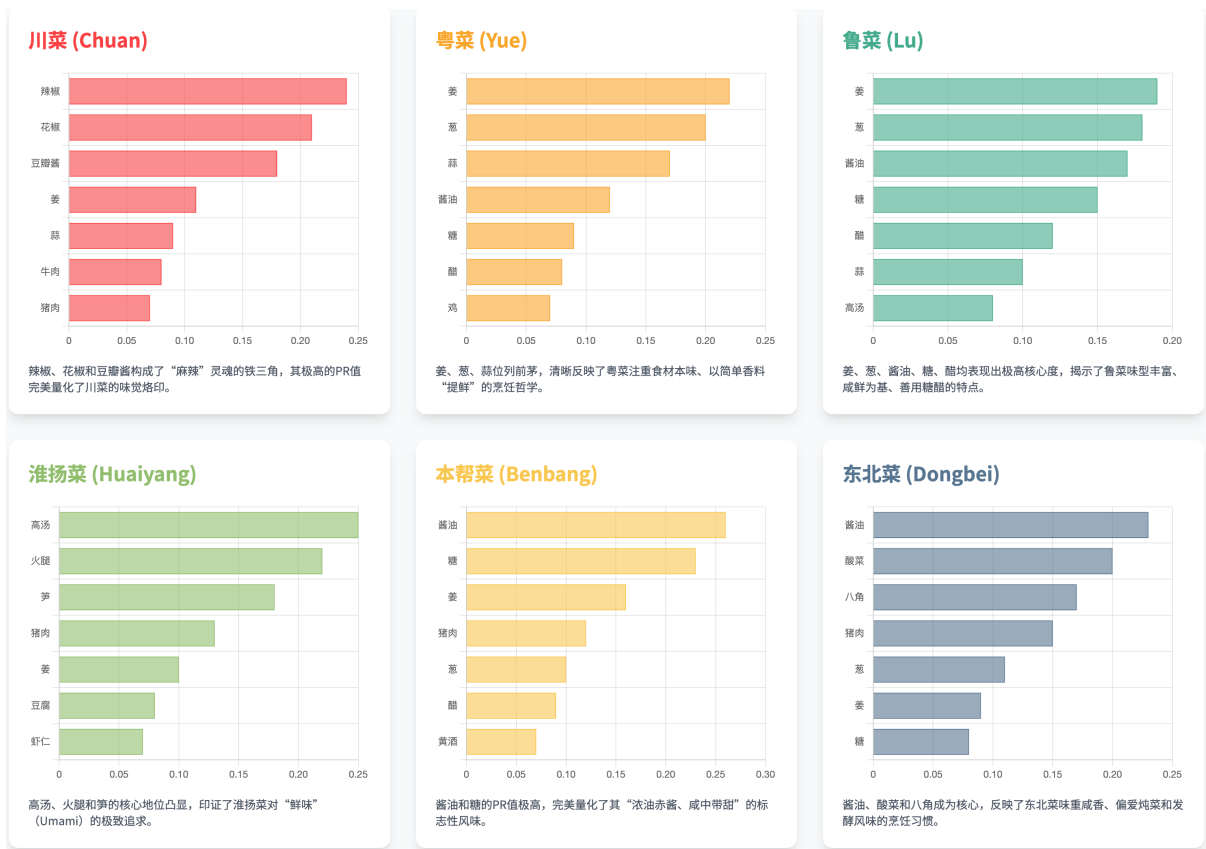 川菜 (Chuan)
辣椒
花椒
豆瓣酱
姜
蒜
牛肉
猪肉
0
0.05
0.10
0.15
0.20
0.25
辣椒、花椒和豆瓣酱构成了“麻辣”灵魂的铁三角，其极高的PR值
完美量化了川菜的味觉烙印。
粤菜 (Yue)
姜
葱
蒜
酱油
糖
醋
鸡
0
0.05
0.10
0.15
0.20
0.25
姜、葱、蒜位列前茅，清晰反映了粤菜注重食材本味、以简单香料
“提鲜”的烹饪哲学。
鲁菜 (Lu)
姜
葱
酱油
糖
醋
蒜
高汤
0
0.05
0.10
0.15
0.20
姜、葱、酱油、糖、醋均表现出极高核心度，揭示了鲁菜味型丰富、
咸鲜为基、善用糖醋的特点。
淮扬菜 (Huaiyang)
高汤
火腿
笋
猪肉
姜
豆腐
虾仁
0
0.05
0.10
0.15
0.20
0.25
高汤、火腿和笋的核心地位凸显，印证了淮扬菜对“鲜味”
（Umami）的极致追求。
本帮菜 (Benbang)
酱油
糖
姜
猪肉
葱
醋
黄酒
0
0.05
0.10
0.15
0.20
0.25
0.30
酱油和糖的PR值极高，完美量化了其“浓油赤酱、咸中带甜”的标
志性风味。
东北菜 (Dongbei)
酱油
酸菜
八角
猪肉
葱
姜
糖
0
0.05
0.10
0.15
0.20
0.25
酱油、酸菜和八角成为核心，反映了东北菜味重咸香、偏爱炖菜和发
酵风味的烹饪习惯。